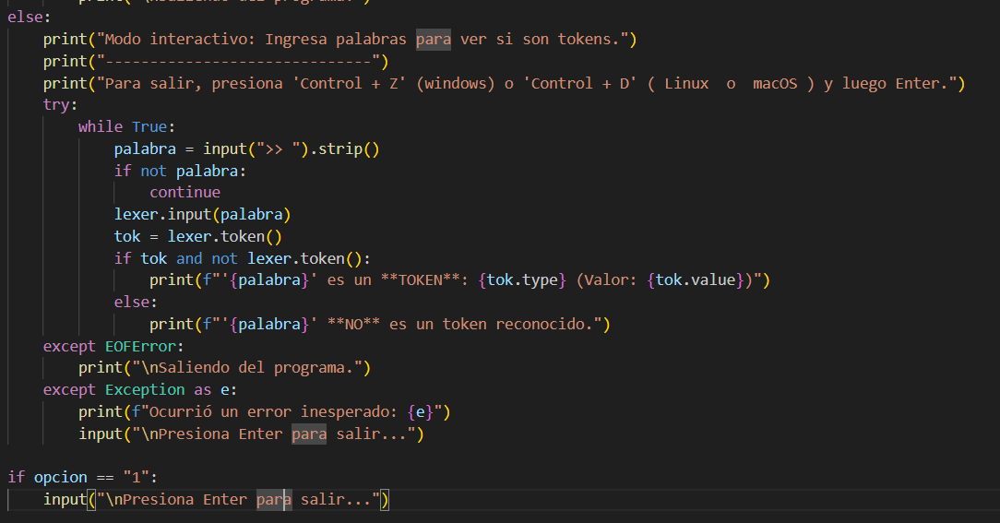 else:
    print("Modo interactivo: Ingresa palabras para ver si son tokens.")
    print("------------------------------")
    print("Para salir, presiona 'Control + Z' (windows) o 'Control + D' ( Linux  o  macOS ) y luego Enter.")
    try:
        while True:
            palabra = input(">> ").strip()
            if not palabra:
                continue
            lexer.input(palabra)
            tok = lexer.token()
            if tok and not lexer.token():
                print(f"'{palabra}' es un **TOKEN**: {tok.type} (Valor: {tok.value})")
            else:
                print(f"'{palabra}' **NO** es un token reconocido.")
    except EOFError:
        print("\nSaliendo del programa.")
    except Exception as e:
        print(f"Ocurrió un error inesperado: {e}")
        input("\nPresiona Enter para salir...")

if opcion == "1":
    input("\nPresiona Enter para salir...")